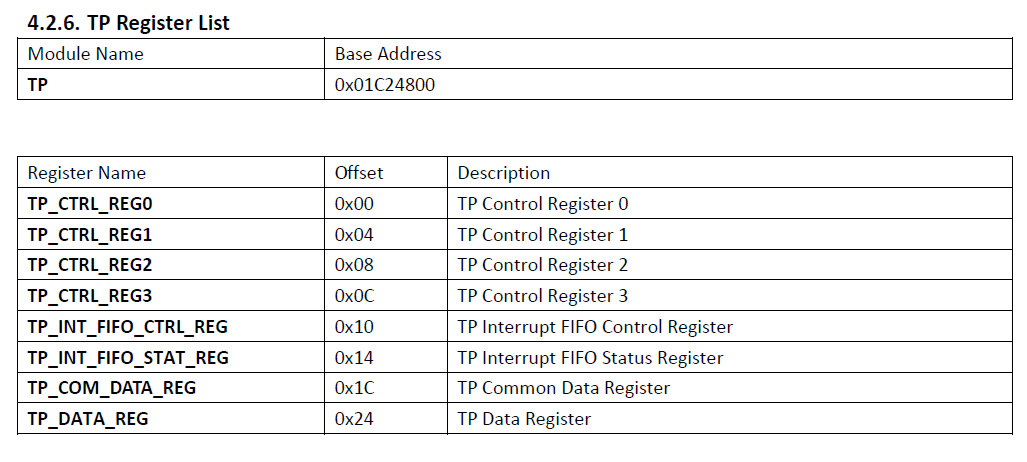 4.2.6. TP Register List
Module Name Base Address
TP 0x01C24800
Register Name Offset Description
TP_CTRL_REG0 0x00 TP Control Register 0
TP_CTRL_REG1 0x04 TP Control Register 1
TP_CTRL_REG2 0x08 TP Control Register 2
TP_CTRL_REG3 0x0C TP Control Register 3
TP_INT_FIFO_CTRL_REG 0x10 TP Interrupt FIFO Control Register
TP_INT_FIFO_STAT_REG 0x14 TP Interrupt FIFO Status Register
TP_COM_DATA_REG 0x1C TP Common Data Register
TP_DATA_REG 0x24 TP Data Register